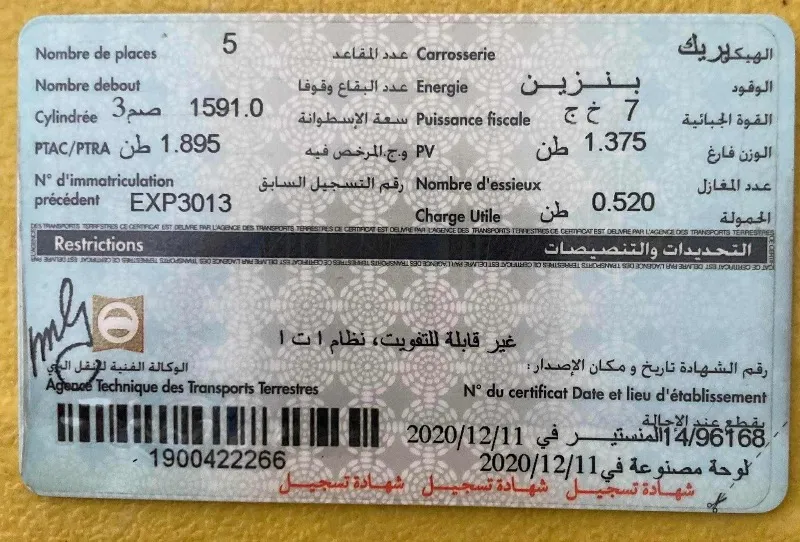 Nombre de places 5 عدد المقاعد Carrosserie بريك الهيكل
Nombre debout عدد البقاع وقوفا Energie بنزين الوقود
Cylindrée 1591.0 صم3 سعة الإسطوانة Puissance fiscale 7 خ ج القوة الجبائية
PTAC/PTRA 1.895 طن و.ج.المرخص فيه PV 1.375 طن الوزن فارغ
N° d'immatriculation précédent EXP3013 رقم التسجيل السابق Nombre d'essieux عدد المغازل
Charge Utile 0.520 طن الحمولة
Restrictions التحديدات والتنصيصات
غير قابلة للتفويت، نظام ا ت ا
الوكالة الفنية للنقل البري رقم الشهادة تاريخ و مكان الإصدار:
Agence Technique des Transports Terrestres N° du certificat Date et lieu d'établissement
يقطع عند الإحالة
14/96168 المنستير في 2020/12/11
1900422266 لوحة مصنوعة في 2020/12/11
شهادة تسجيل شهادة تسجيل شهادة تسجيل